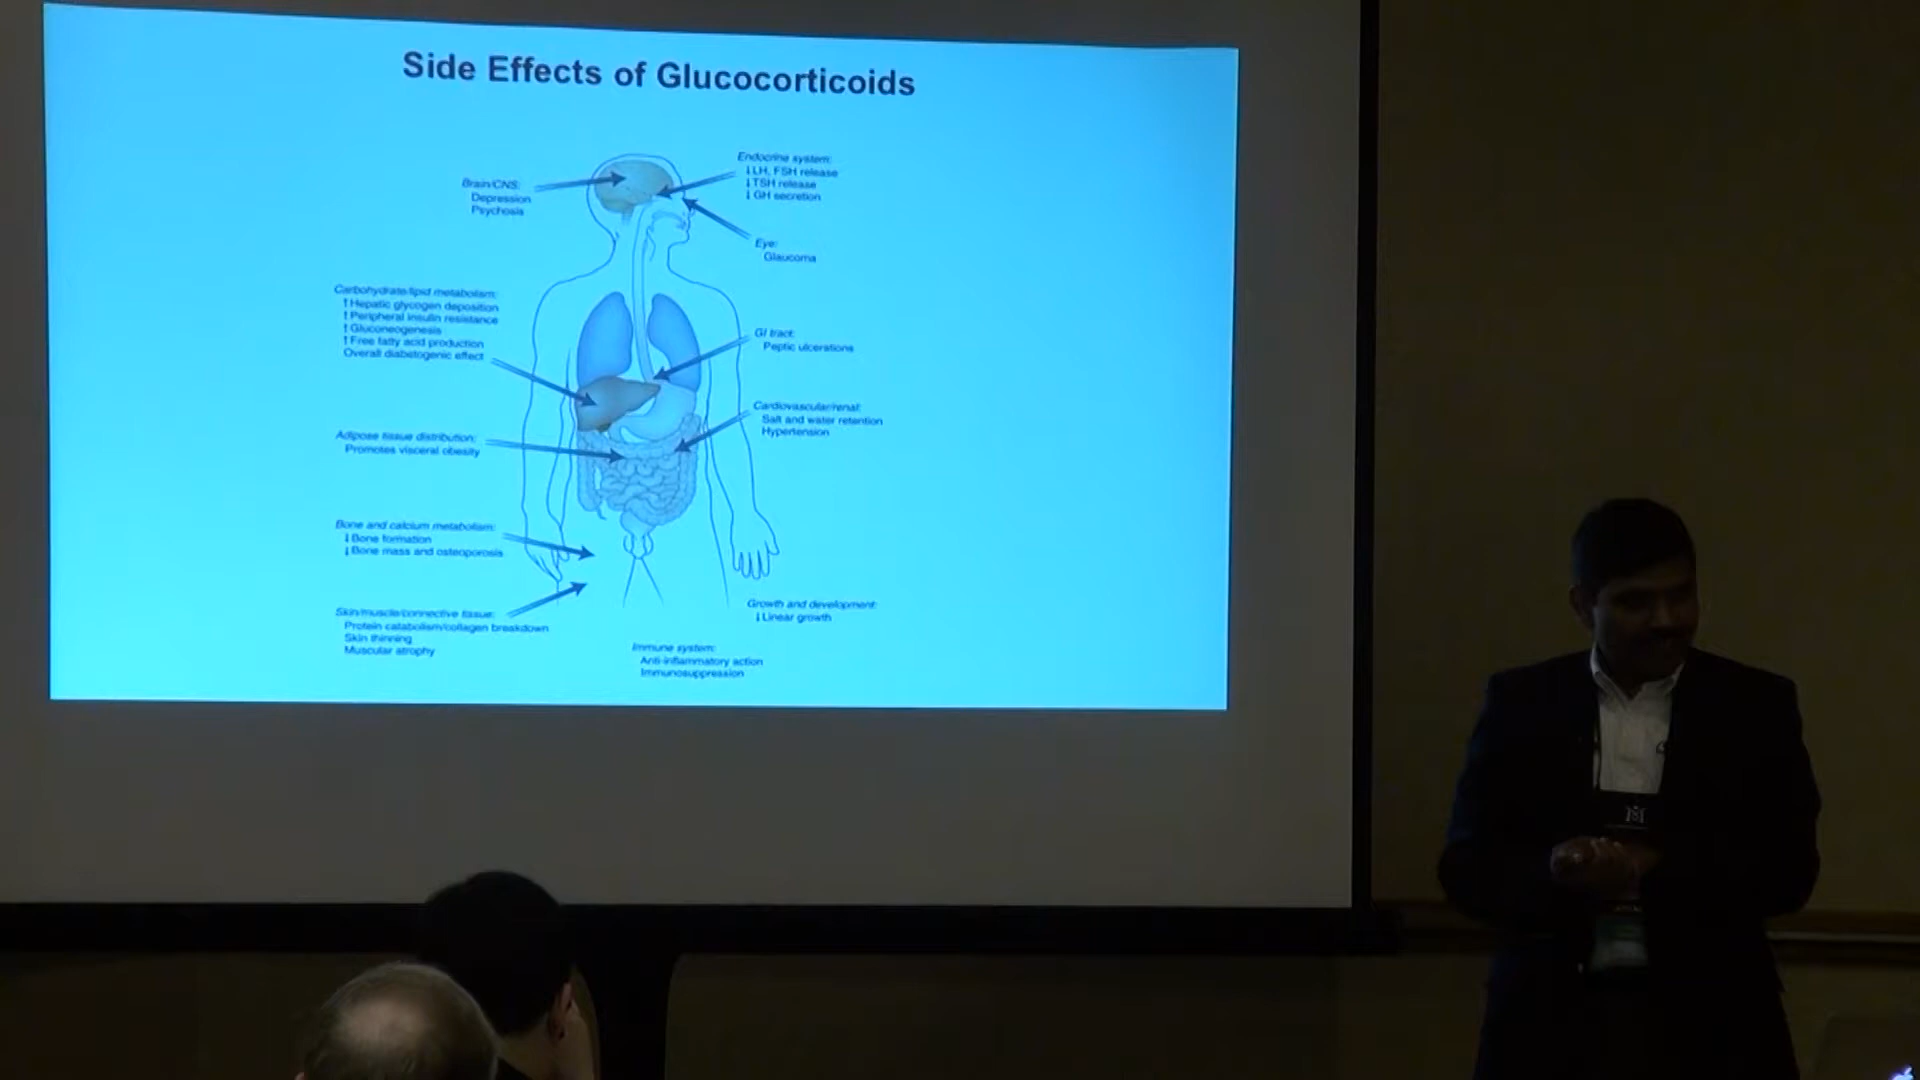 Side Effects of Glucocorticoids
Endocrine system:
↓LH, FSH release
↓TSH release
↓GH secretion
Brain/CNS:
Depression
Psychosis
Eye:
Glaucoma
Carbohydrate/lipid metabolism:
↑Hepatic glycogen deposition
↑Peripheral insulin resistance
↑Gluconeogenesis
↑Free fatty acid production
Overall diabetogenic effect
GI tract:
Peptic ulcerations
Cardiovascular/renal:
Salt and water retention
Hypertension
Adipose tissue distribution:
Promotes visceral obesity
Bone and calcium metabolism:
↓Bone formation
↓Bone mass and osteoporosis
Skin/muscle/connective tissue:
Protein catabolism/collagen breakdown
Skin thinning
Muscular atrophy
Growth and development:
↓Linear growth
Immune system:
Anti-inflammatory action
Immunosuppression